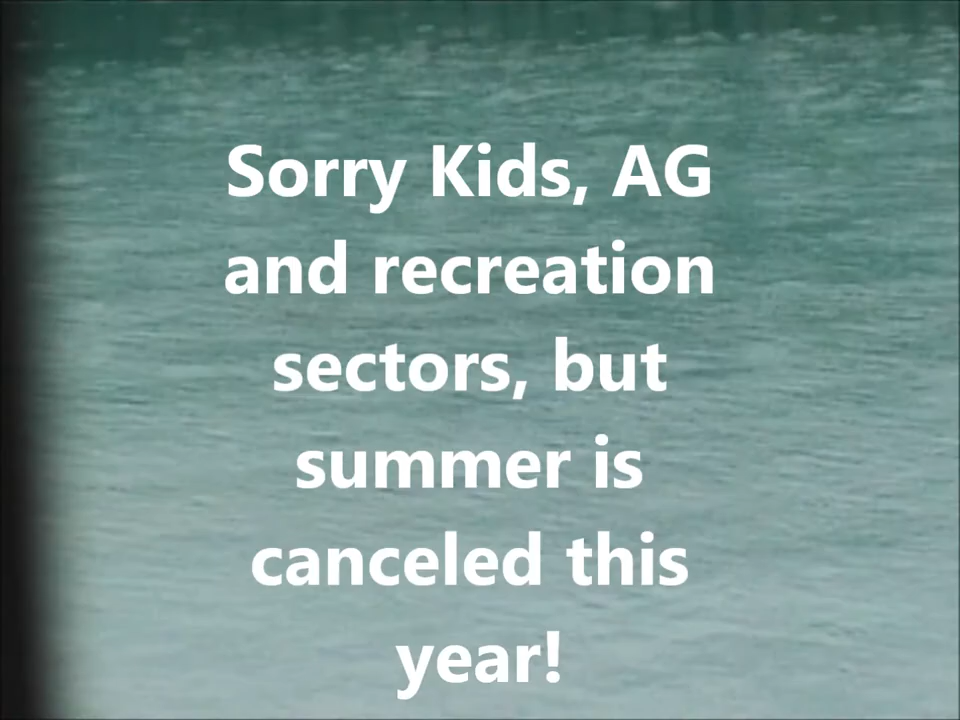 Sorry Kids, AG
and recreation
sectors, but
summer is
canceled this
year!